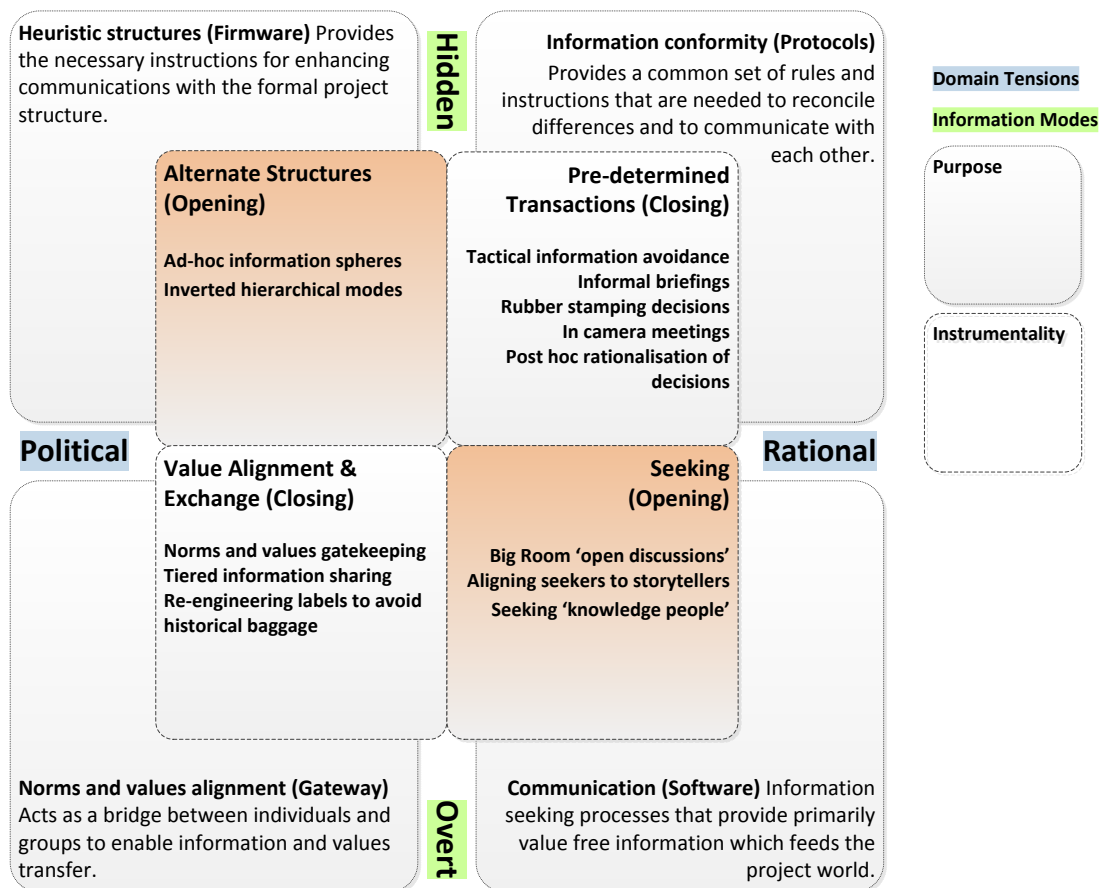 Heuristic structures (Firmware) Provides
the necessary instructions for enhancing
communications with the formal project
structure.
Hidden
Information conformity (Protocols)
Provides a common set of rules and
instructions that are needed to reconcile
differences and to communicate with
each other.
Domain Tensions
Information Modes
Purpose
Instrumentality
Alternate Structures
(Opening)
Ad-hoc information spheres
Inverted hierarchical modes
Pre-determined
Transactions (Closing)
Tactical information avoidance
Informal briefings
Rubber stamping decisions
In camera meetings
Post hoc rationalisation of
decisions
Political
Rational
Value Alignment &
Exchange (Closing)
Norms and values gatekeeping
Tiered information sharing
Re-engineering labels to avoid
historical baggage
Seeking
(Opening)
Big Room ‘open discussions’
Aligning seekers to storytellers
Seeking ‘knowledge people’
Norms and values alignment (Gateway)
Acts as a bridge between individuals and
groups to enable information and values
transfer.
Overt
Communication (Software) Information
seeking processes that provide primarily
value free information which feeds the
project world.